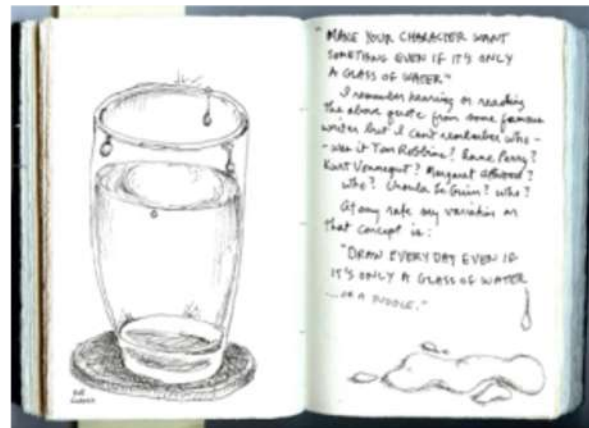 "MAKE YOUR CHARACTER WANT
SOMETHING EVEN IF IT'S ONLY
A GLASS OF WATER"
I remember hearing or reading
the above quote from some famous
writer but I can't remember who -
- was it Tom Robbins? Anne Perry?
Kurt Vonnegut? Margaret Atwood?
who? Ursula Le Guin? who?
At any rate my variation on
that concept is:
"DRAW EVERY DAY EVEN IF
IT'S ONLY A GLASS OF WATER
...OR A PUDDLE."